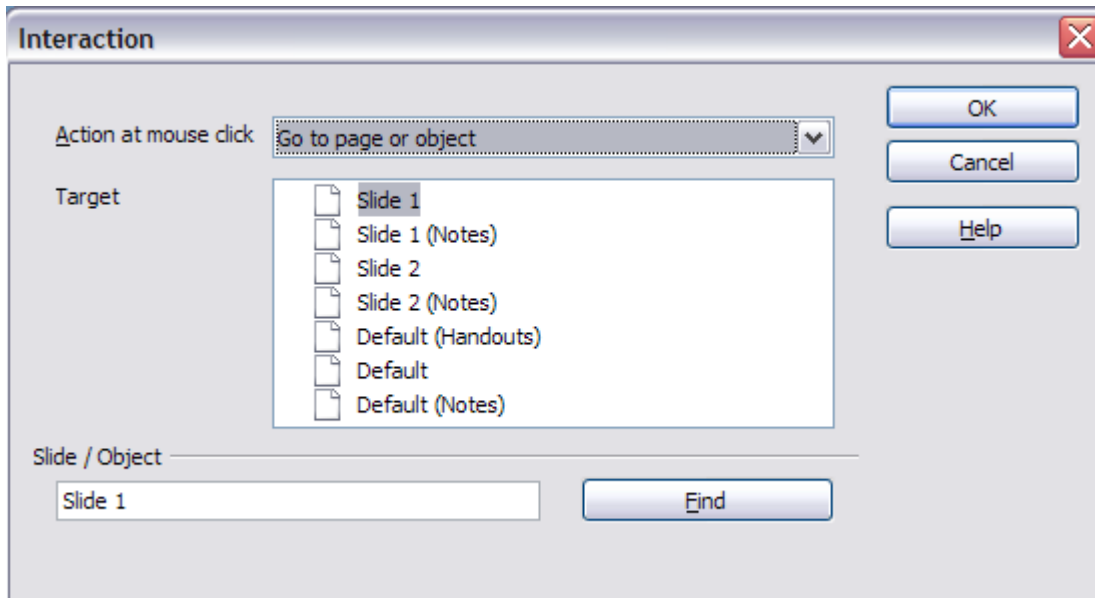 Interaction
Action at mouse click
Go to page or object
OK
Cancel
Help
Target
Slide 1
Slide 1 (Notes)
Slide 2
Slide 2 (Notes)
Default (Handouts)
Default
Default (Notes)
Slide / Object
Slide 1
Find